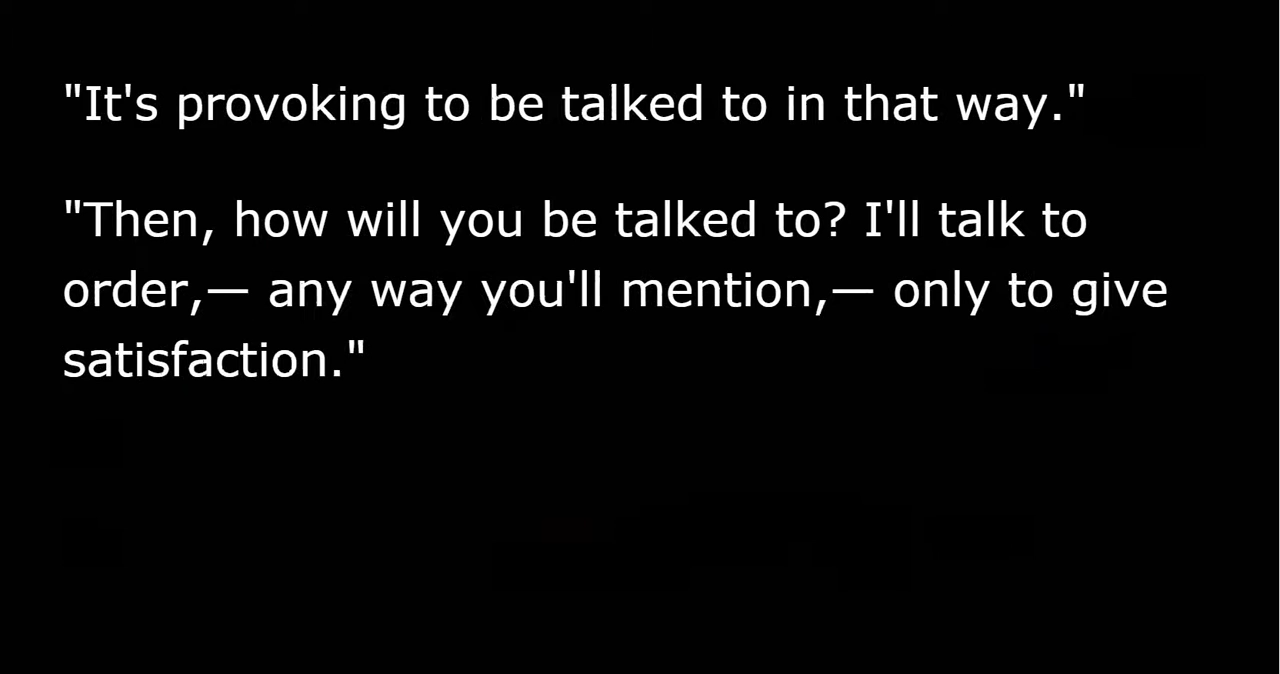 "It's provoking to be talked to in that way."
"Then, how will you be talked to? I'll talk to
order,— any way you'll mention,— only to give
satisfaction."